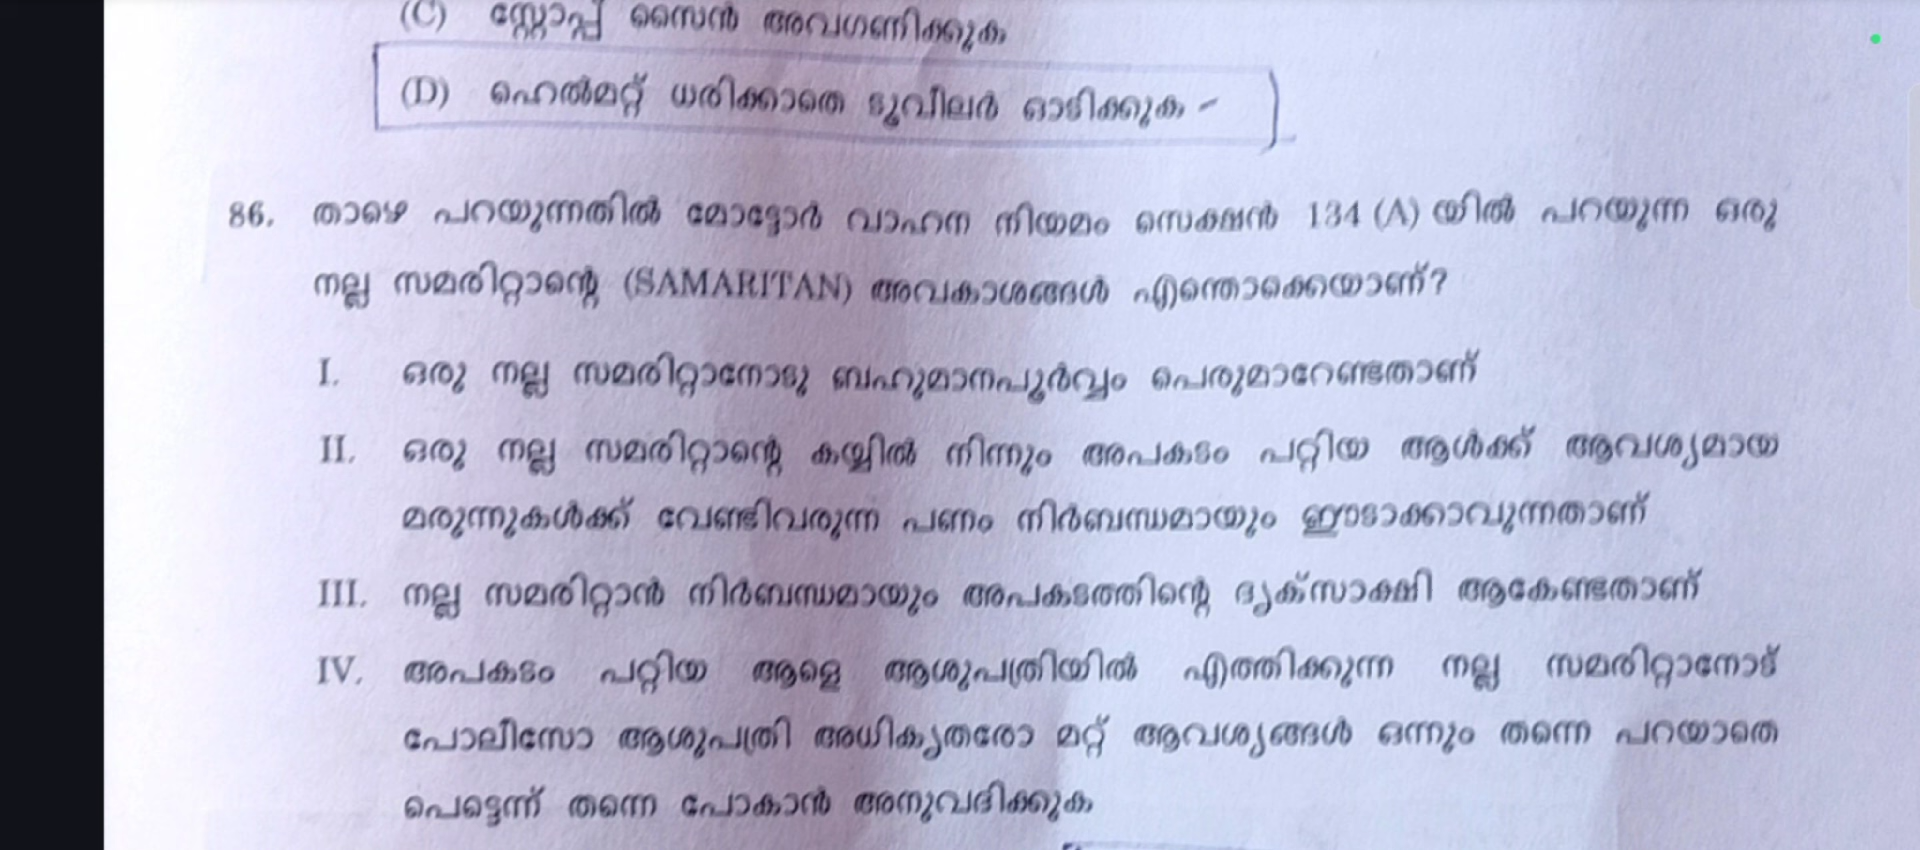 (C) സ്റ്റോപ്പ് സൈൻ അവഗണിക്കുക
(D) ഹെൽമറ്റ് ധരിക്കാതെ ടൂവീലർ ഓടിക്കുക -
86. താഴെ പറയുന്നതിൽ മോട്ടോർ വാഹന നിയമം സെക്ഷൻ 134 (A) യിൽ പറയുന്ന ഒരു
നല്ല സമരിറ്റാന്റെ (SAMARITAN) അവകാശങ്ങൾ എന്തൊക്കെയാണ്?
I. ഒരു നല്ല സമരിറ്റാനോടു ബഹുമാനപൂർവ്വം പെരുമാറേണ്ടതാണ്
II. ഒരു നല്ല സമരിറ്റാന്റെ കയ്യിൽ നിന്നും അപകടം പറ്റിയ ആൾക്ക് ആവശ്യമായ
മരുന്നുകൾക്ക് വേണ്ടിവരുന്ന പണം നിർബന്ധമായും ഈടാക്കാവുന്നതാണ്
III. നല്ല സമരിറ്റാൻ നിർബന്ധമായും അപകടത്തിന്റെ ദൃക്‌സാക്ഷി ആകേണ്ടതാണ്
IV. അപകടം പറ്റിയ ആളെ ആശുപത്രിയിൽ എത്തിക്കുന്ന നല്ല സമരിറ്റാനോട്
പോലീസോ ആശുപത്രി അധികൃതരോ മറ്റ് ആവശ്യങ്ങൾ ഒന്നും തന്നെ പറയാതെ
പെട്ടെന്ന് തന്നെ പോകാൻ അനുവദിക്കുക